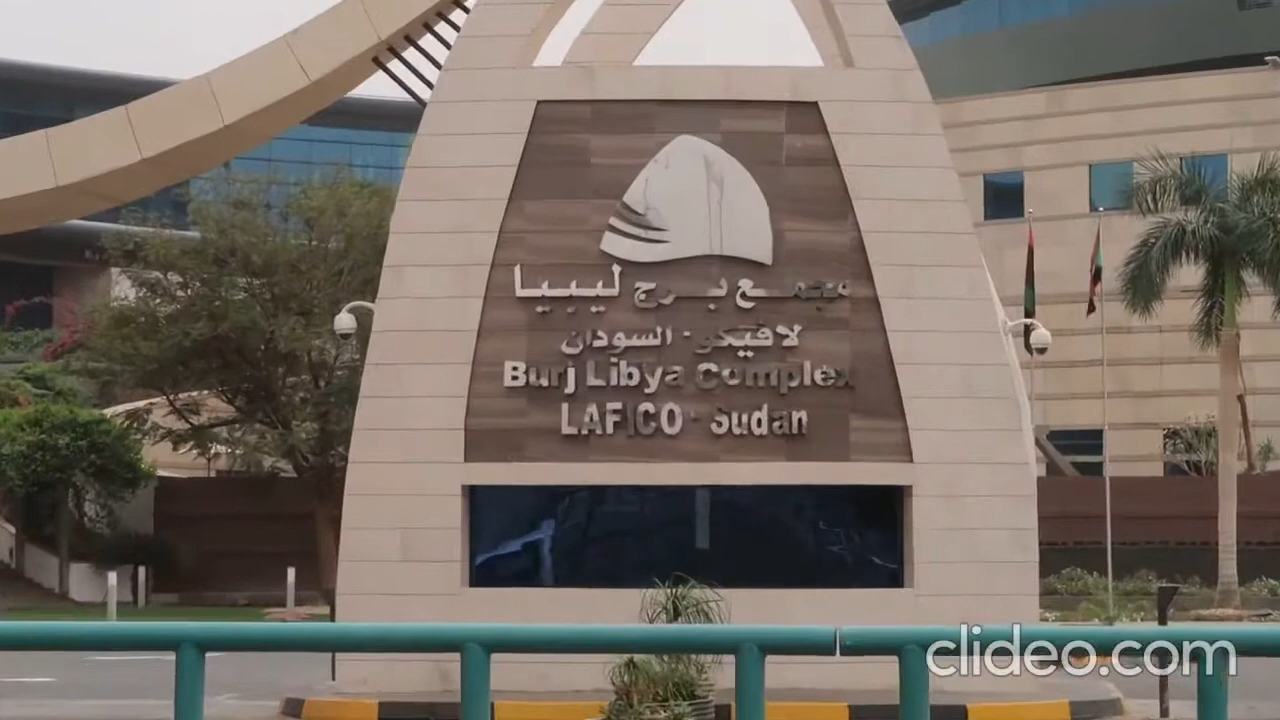 مجمع برج ليبيا
لافيكو - السودان
Burj Libya Complex
LAFICO - Sudan
clideo.com